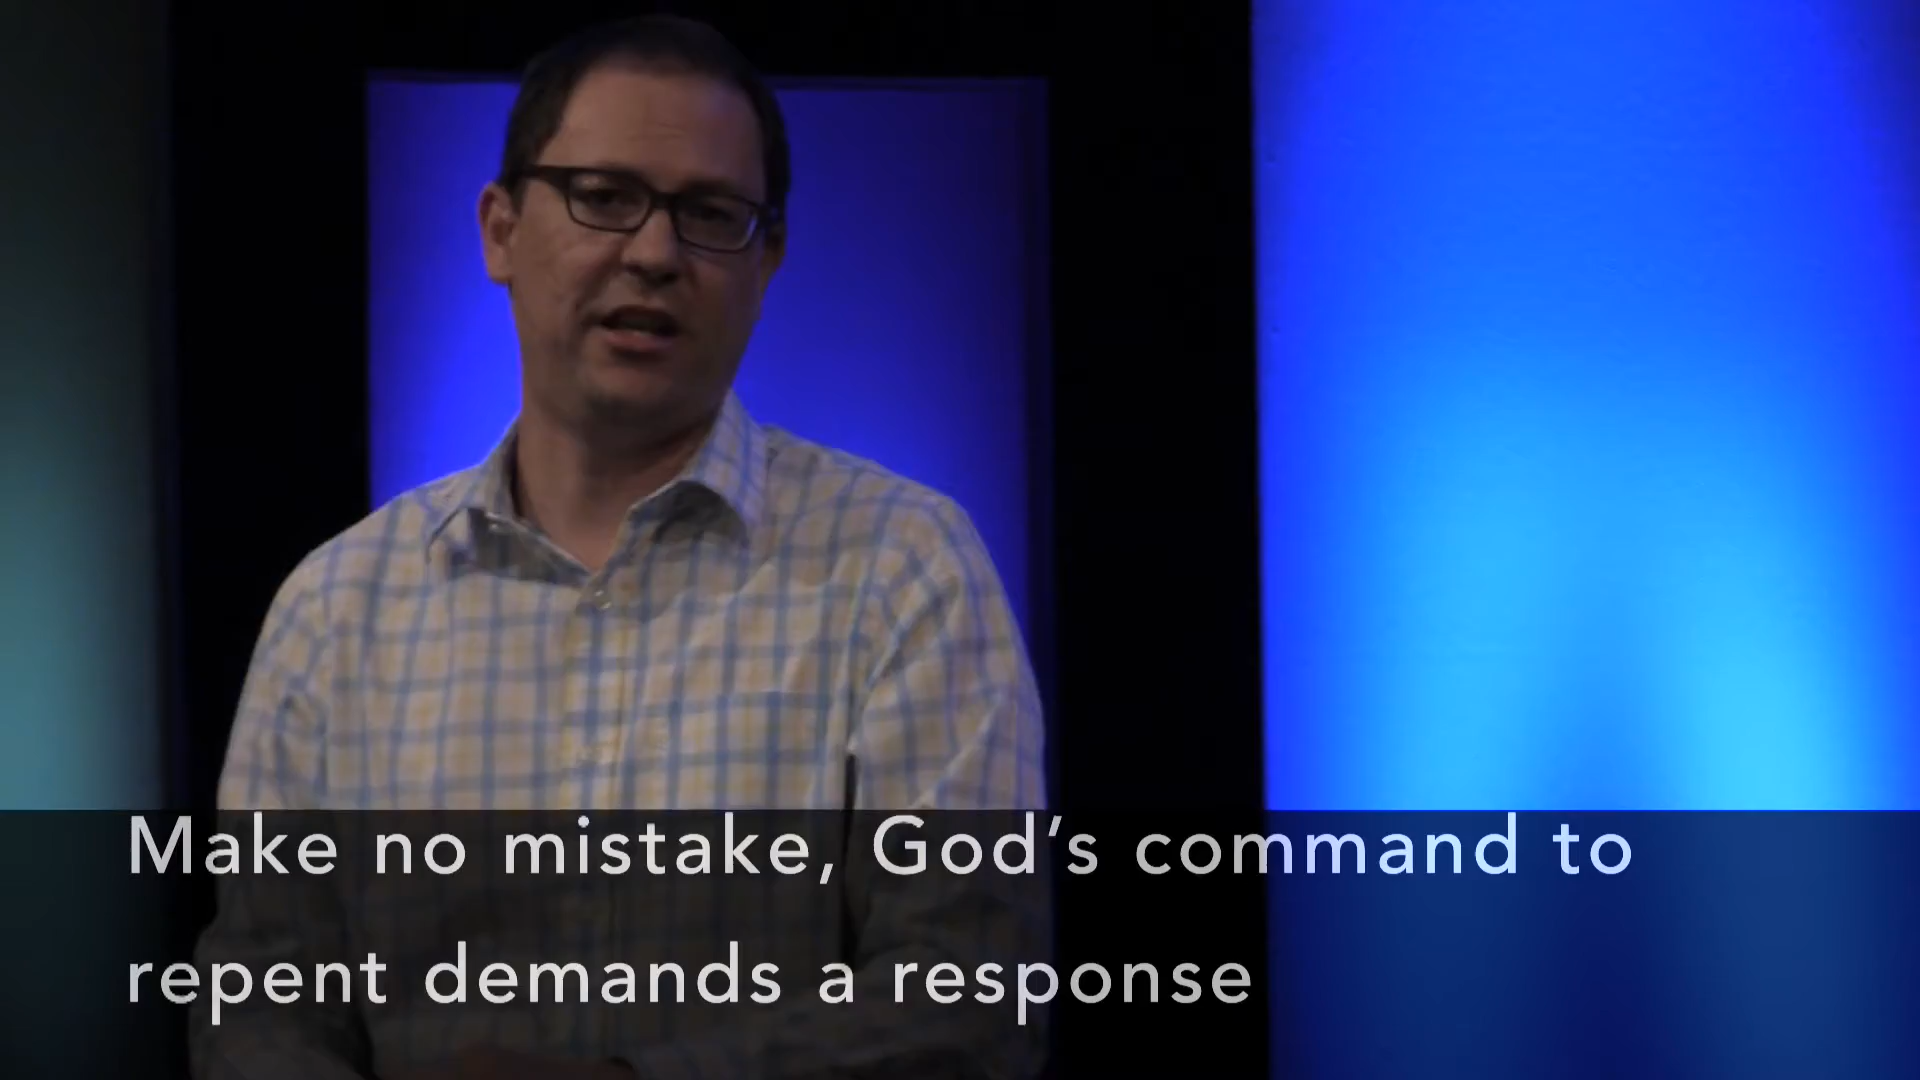 Make no mistake, God’s command to
repent demands a response